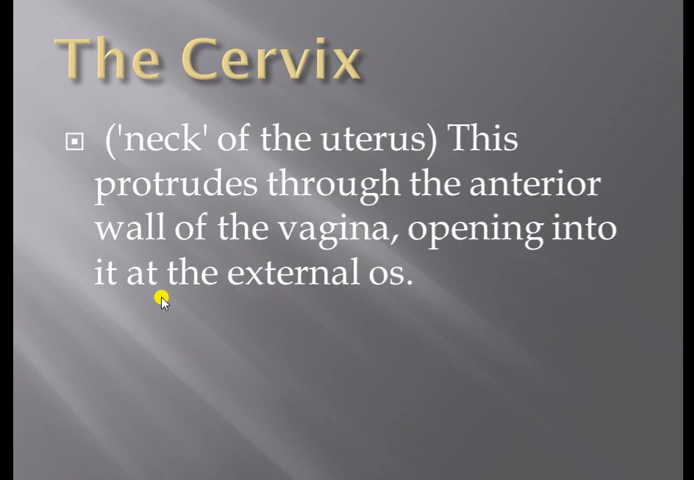 The Cervix
('neck' of the uterus) This
protrudes through the anterior
wall of the vagina, opening into
it at the external os.